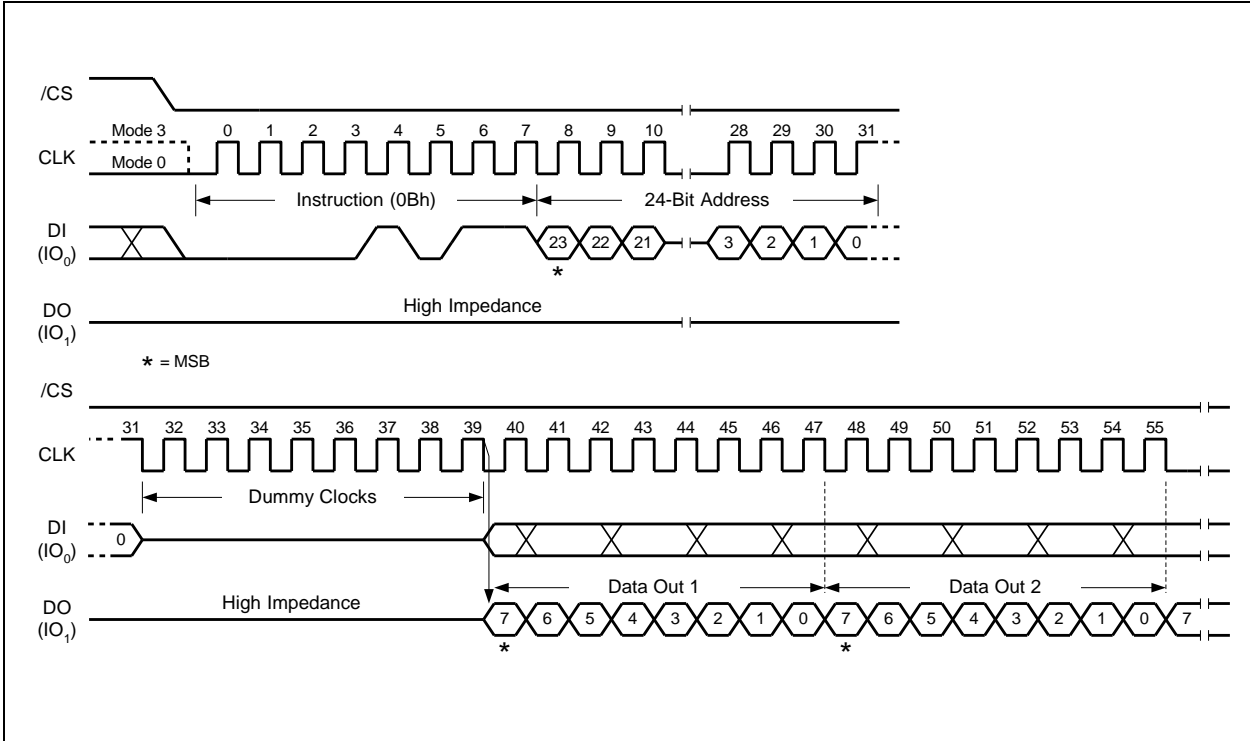 /CS
Mode 3 0 1 2 3 4 5 6 7 8 9 10 28 29 30 31
CLK
Mode 0
Instruction (0Bh) 24-Bit Address
DI
(IO0) 23 22 21 3 2 1 0
*
High Impedance
DO
(IO1)
* = MSB
/CS
31 32 33 34 35 36 37 38 39 40 41 42 43 44 45 46 47 48 49 50 51 52 53 54 55
CLK
Dummy Clocks
DI
(IO0) 0
Data Out 1 Data Out 2
High Impedance
DO
(IO1) 7 6 5 4 3 2 1 0 7 6 5 4 3 2 1 0 7
* *